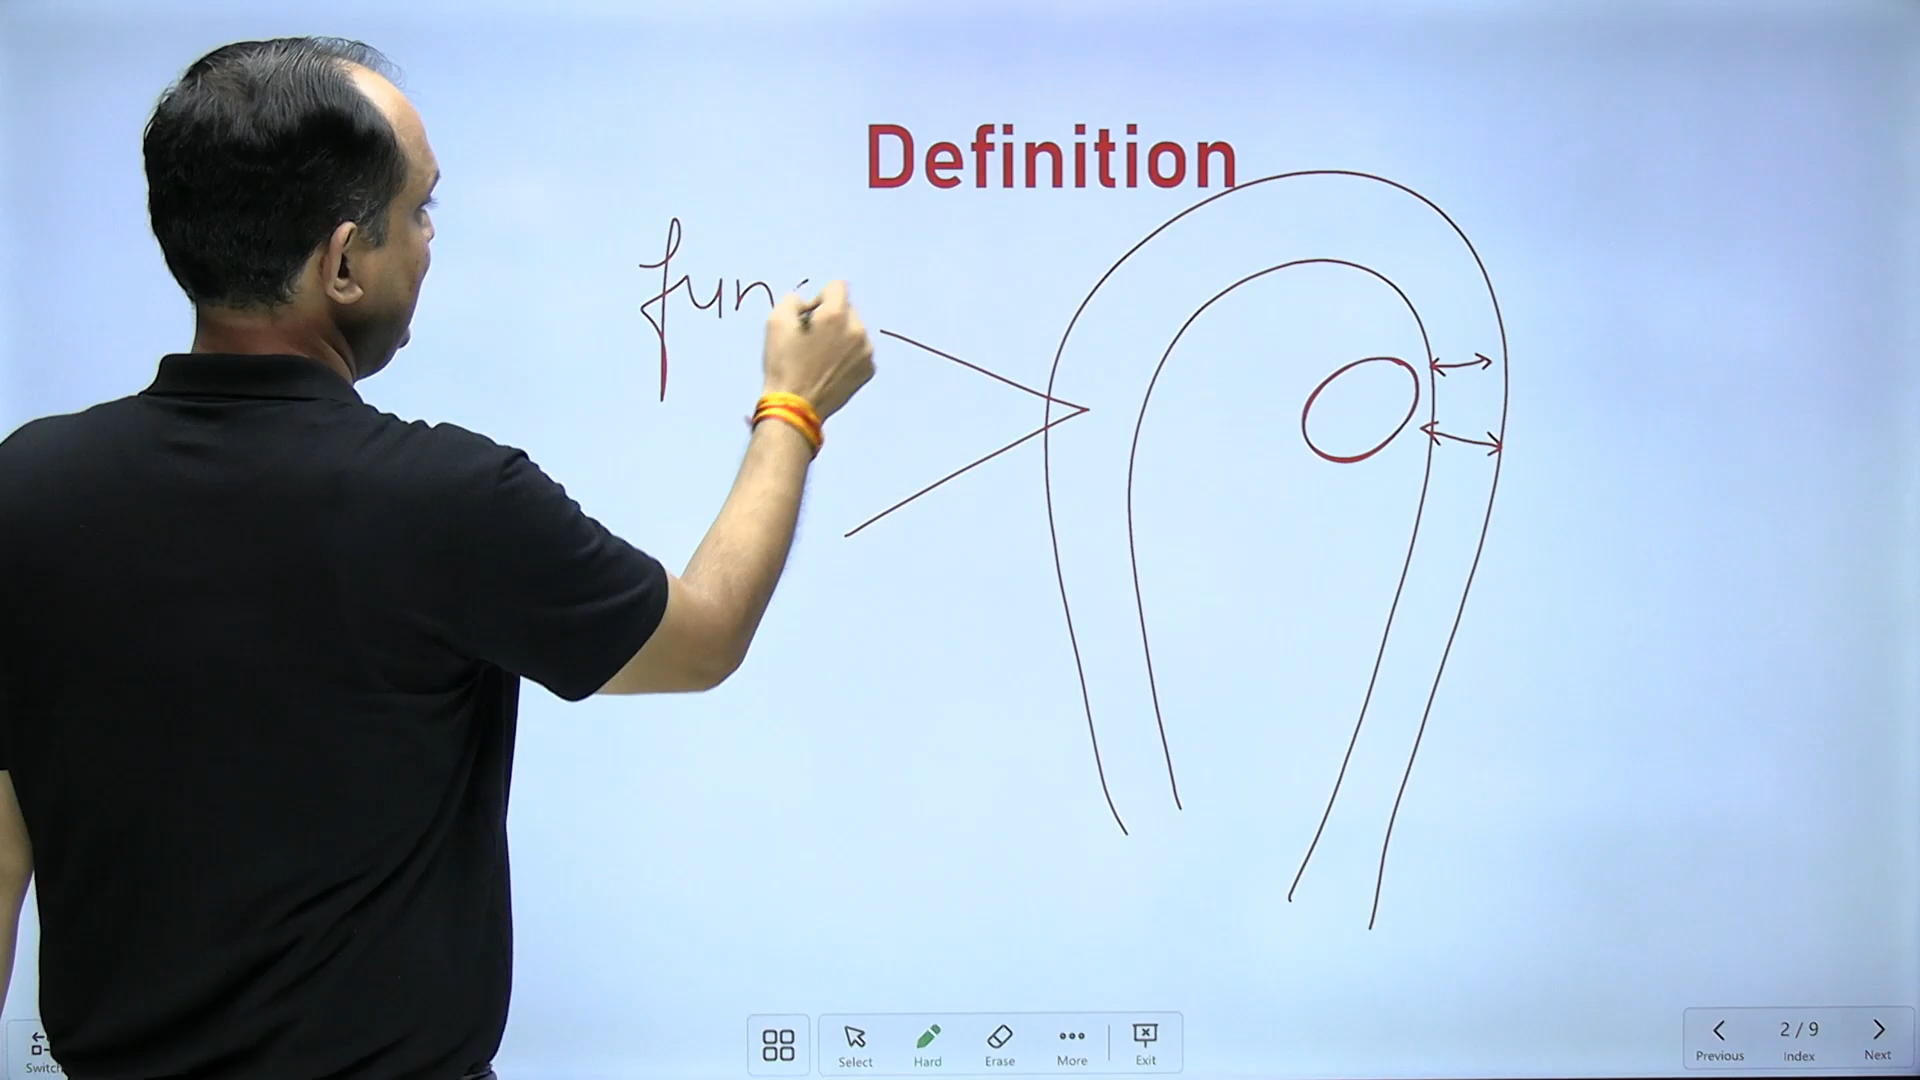 Definition
fun
Select
Hard
Erase
More
Exit
Previous
2 / 9
Index
Next